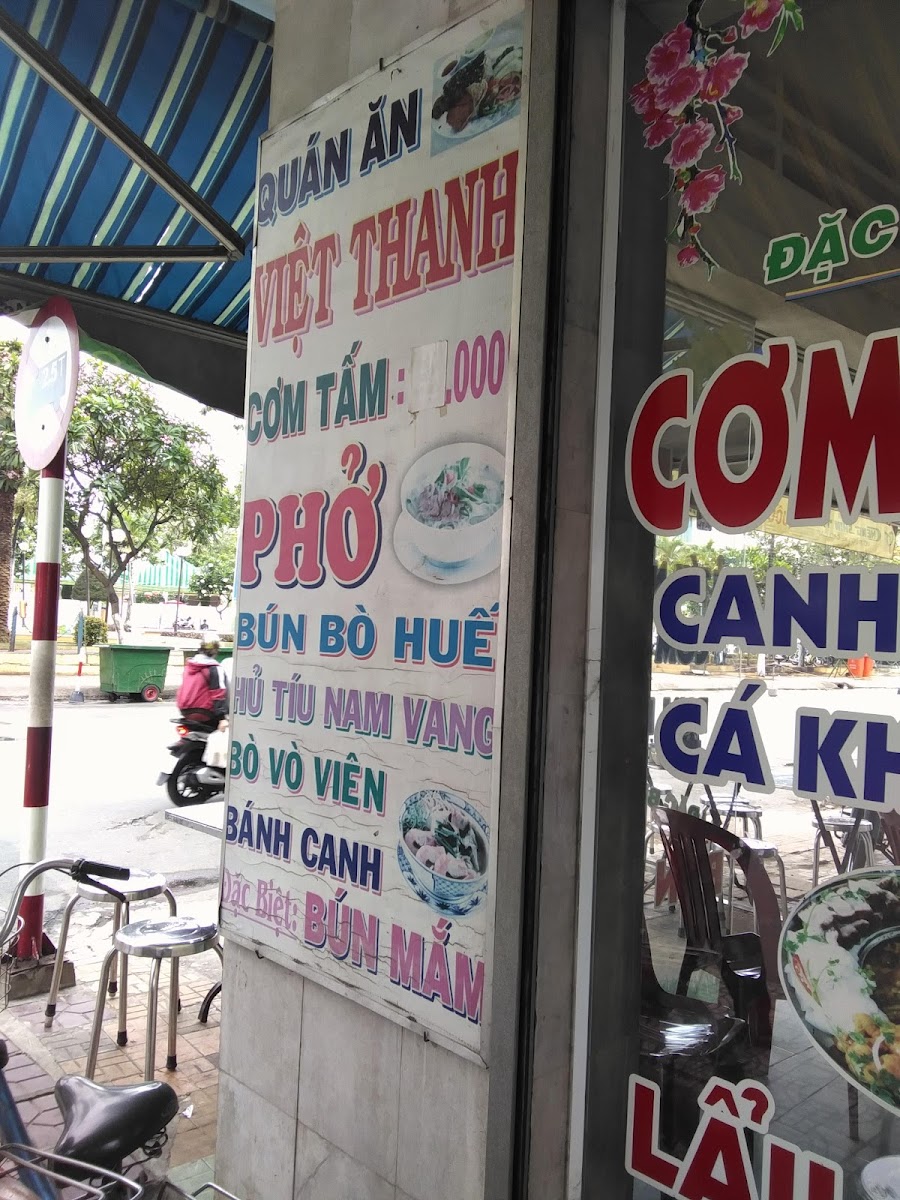 QUÁN ĂN
VIỆT THANH
CƠM TẤM : .000
PHỞ
BÚN BÒ HUẾ
HỦ TÍU NAM VANG
BÒ VÒ VIÊN
BÁNH CANH
Đặc Biệt: BÚN MẮM
ĐẶC
CƠM
CANH
CÁ KH
LẨU